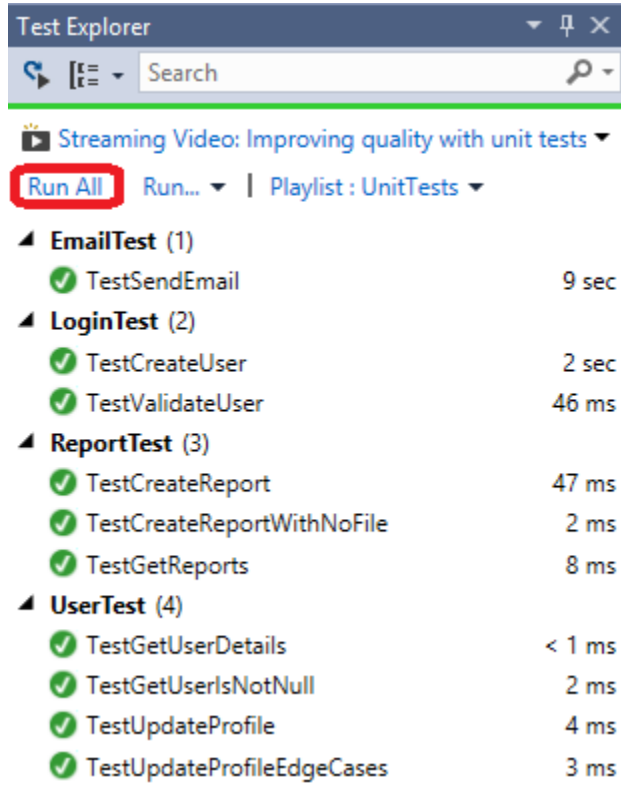 Test Explorer
Search
Streaming Video: Improving quality with unit tests
Run All Run... | Playlist : UnitTests
EmailTest (1)
TestSendEmail 9 sec
LoginTest (2)
TestCreateUser 2 sec
TestValidateUser 46 ms
ReportTest (3)
TestCreateReport 47 ms
TestCreateReportWithNoFile 2 ms
TestGetReports 8 ms
UserTest (4)
TestGetUserDetails < 1 ms
TestGetUserIsNotNull 2 ms
TestUpdateProfile 4 ms
TestUpdateProfileEdgeCases 3 ms